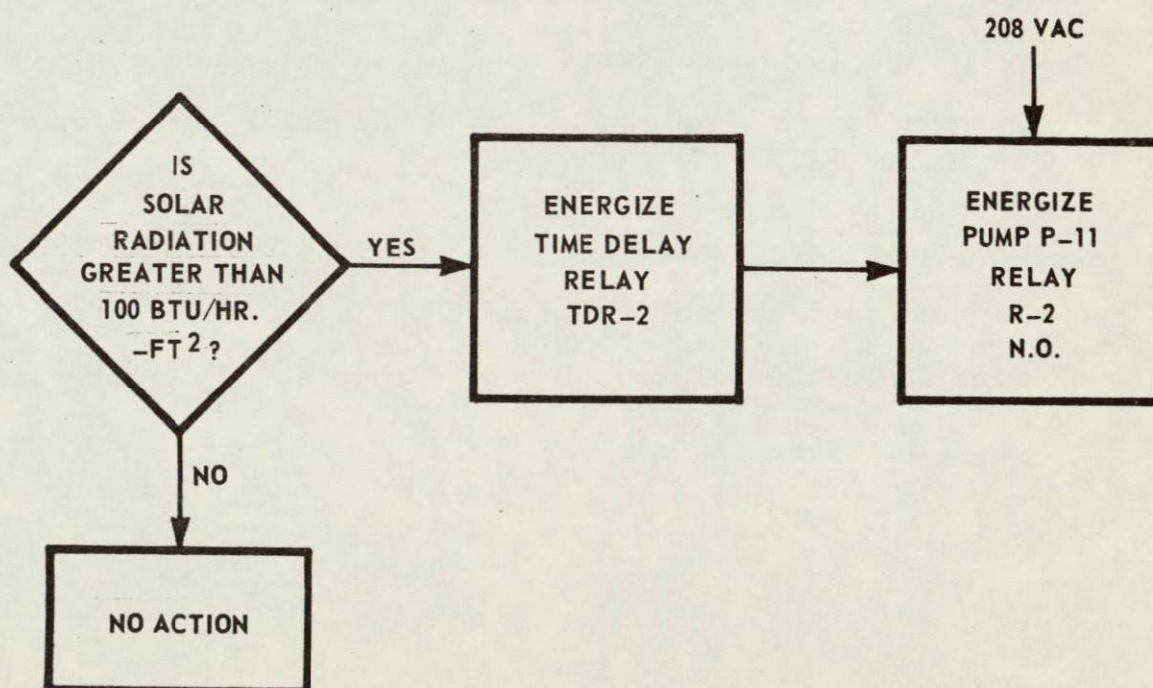 208 VAC
IS
SOLAR
RADIATION
GREATER THAN
100 BTU/HR.
-FT² ?
YES
ENERGIZE
TIME DELAY
RELAY
TDR-2
ENERGIZE
PUMP P-11
RELAY
R-2
N.O.
NO
NO ACTION